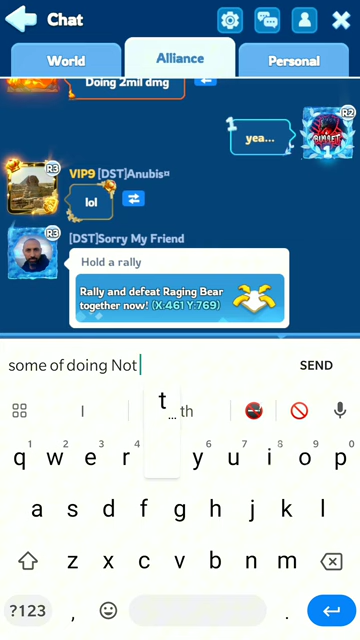 Chat
World
Alliance
Personal
Doing 2mil dmg
R2
yea...
1
1
R3
VIP9 [DST]Anubis¤
lol
R3
[DST]Sorry My Friend
Hold a rally
Rally and defeat Raging Bear
together now! (X:461 Y:769)
some of doing Not
SEND
I
t
...
th
1 2 3 6 7 8 9 0
q w e r y u i o p
a s d f g h j k l
z x c v b n m
?123 , .